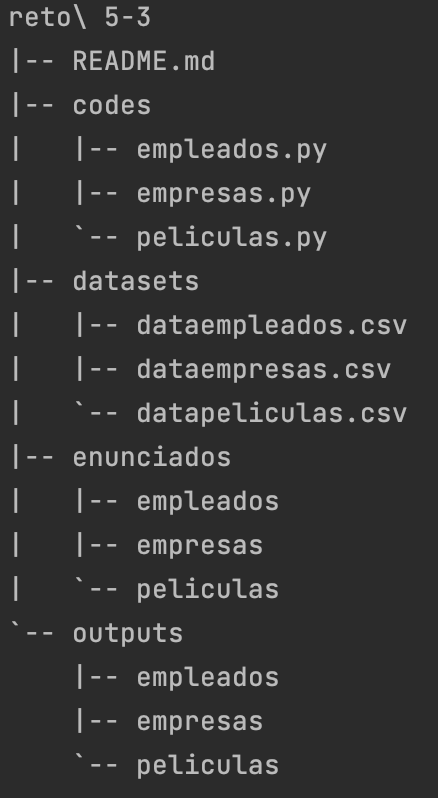 reto\ 5-3
|-- README.md
|-- codes
|   |-- empleados.py
|   |-- empresas.py
|   `-- peliculas.py
|-- datasets
|   |-- dataempleados.csv
|   |-- dataempresas.csv
|   `-- datapeliculas.csv
|-- enunciados
|   |-- empleados
|   |-- empresas
|   `-- peliculas
`-- outputs
    |-- empleados
    |-- empresas
    `-- peliculas